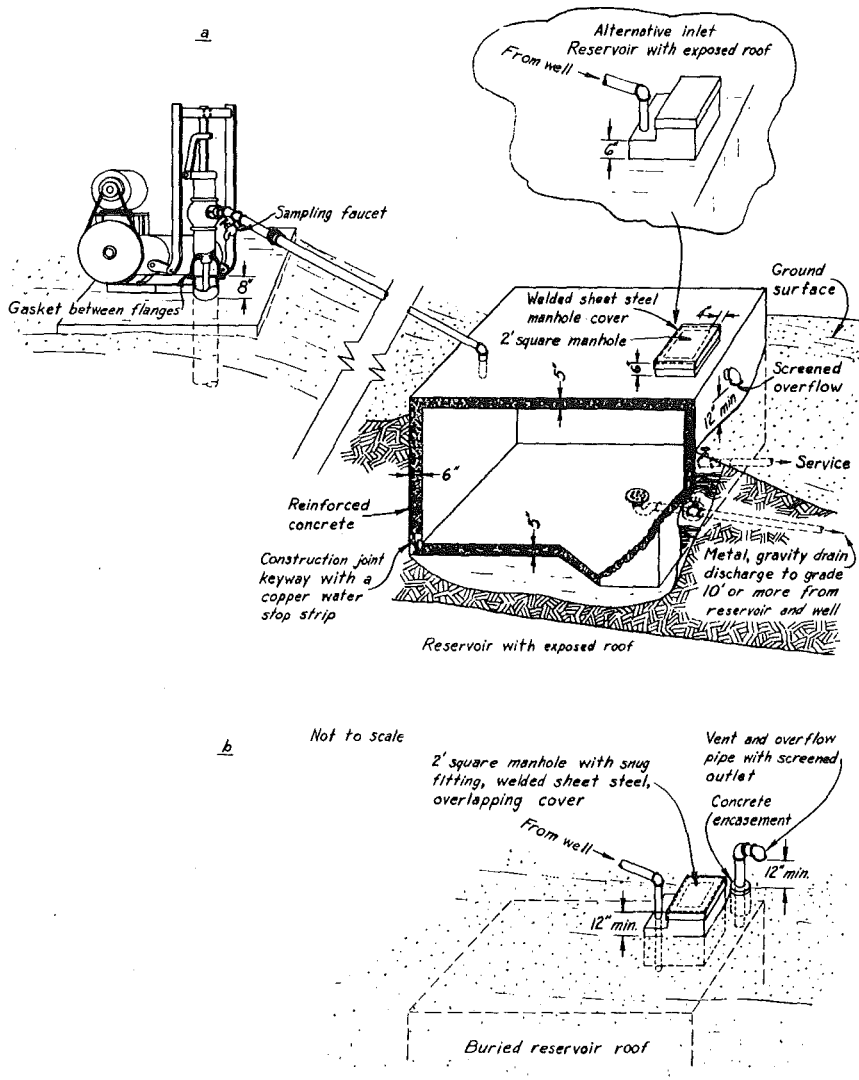 a
Alternative inlet
Reservoir with exposed roof
From well
6"
Sampling faucet
8"
Gasket between flanges
Ground
surface
Welded sheet steel
manhole cover
2' square manhole
4"
6"
Screened
overflow
12" min
5"
Service
6"
Reinforced
concrete
5"
Construction joint
keyway with a
copper water
stop strip
Metal, gravity drain
discharge to grade
10' or more from
reservoir and well
Reservoir with exposed roof
b
Not to scale
2' square manhole with snug
fitting, welded sheet steel,
overlapping cover
Vent and overflow
pipe with screened
outlet
Concrete
encasement
From well
12" min.
12" min.
Buried reservoir roof